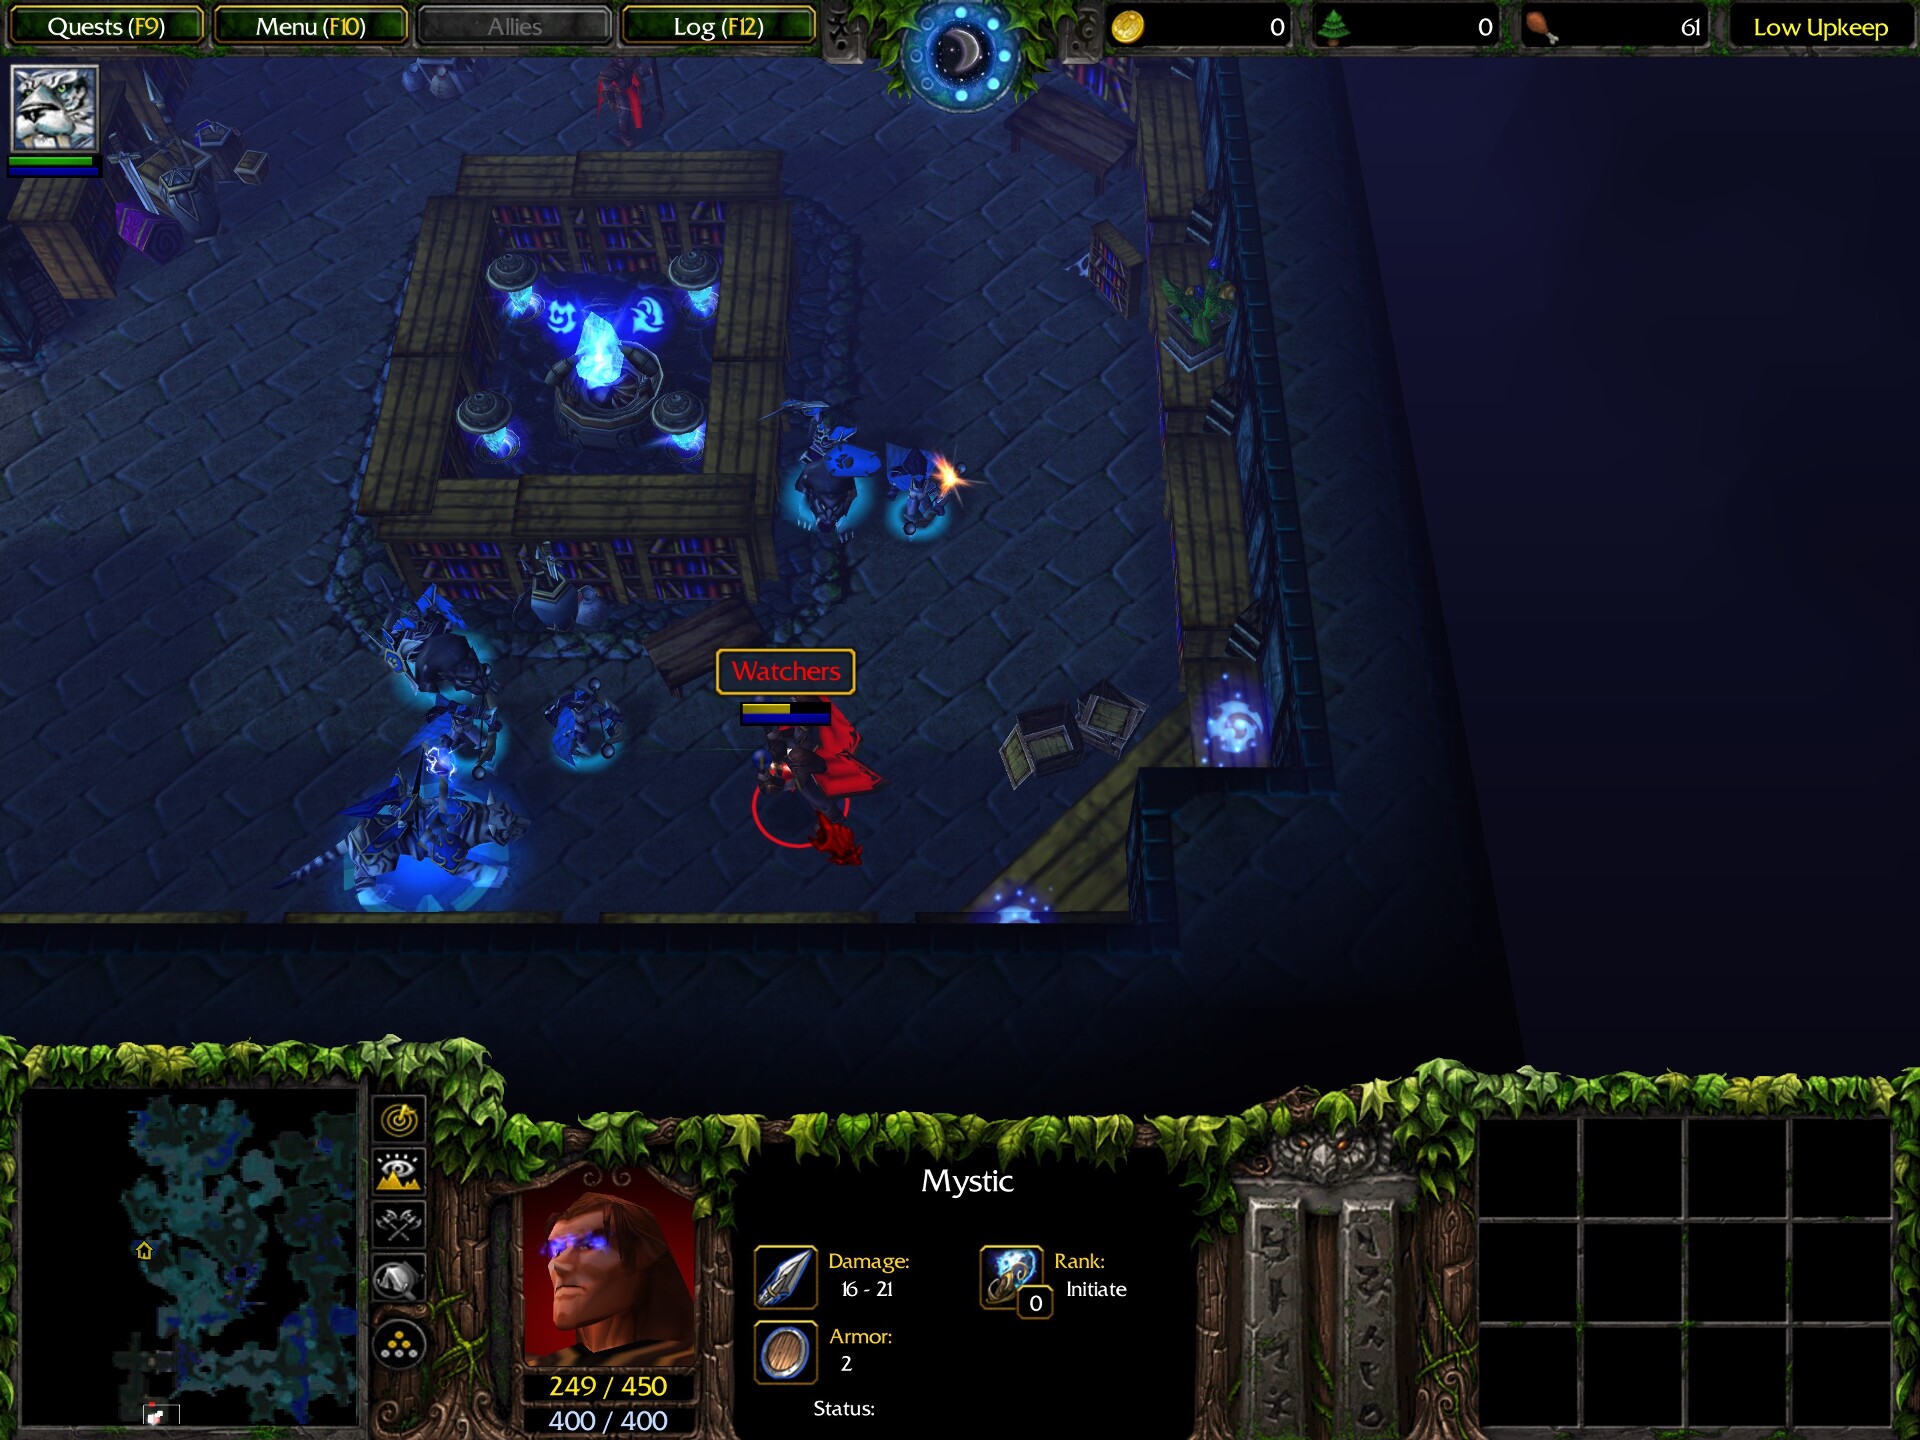 Quests (F9)
Menu (F10)
Allies
Log (F12)
0
0
61
Low Upkeep
Watchers
Mystic
Damage:
16 - 21
Rank:
Initiate
0
Armor:
2
Status:
249 / 450
400 / 400